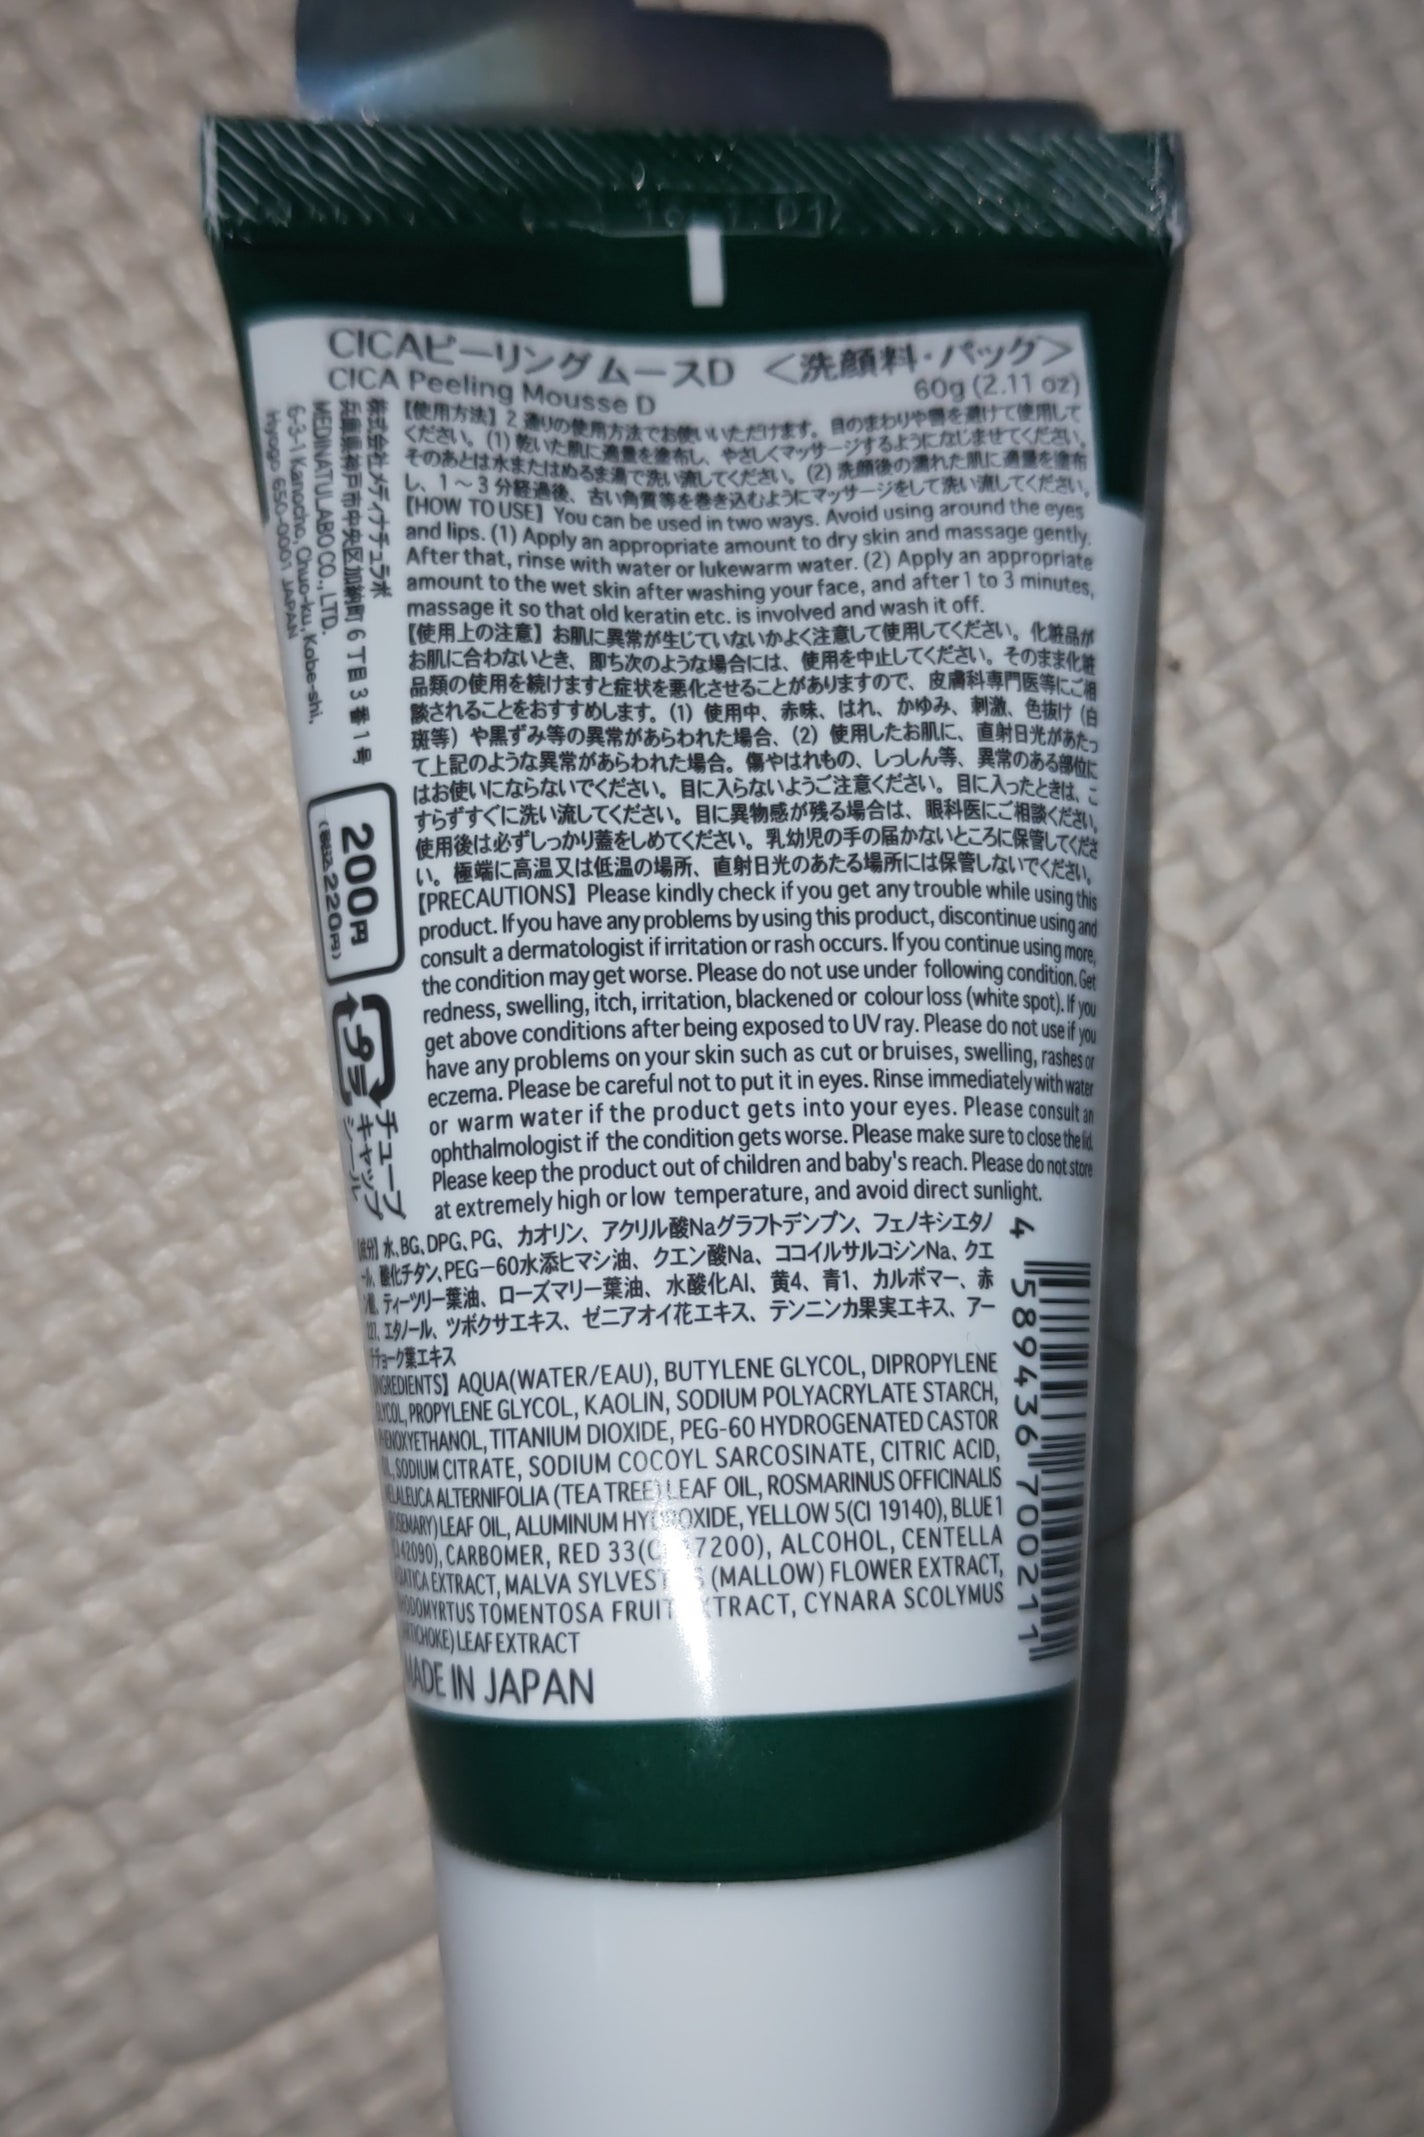 CICAピーリングムースD ＜洗顔料・パック＞
CICA Peeling Mousse D 60g (2.11 oz)
【使用方法】2通りの使用方法でお使いいただけます。目のまわりや唇を避けて使用して
ください。(1) 乾いた肌に適量を塗布し、やさしくマッサージするようになじませてください。
そのあとは水またはぬるま湯で洗い流してください。(2) 洗顔後の濡れた肌に適量を塗布
し、1～3分経過後、古い角質等を巻き込むようにマッサージをして洗い流してください。
【HOW TO USE】You can be used in two ways. Avoid using around the eyes
and lips. (1) Apply an appropriate amount to dry skin and massage gently.
After that, rinse with water or lukewarm water. (2) Apply an appropriate
amount to the wet skin after washing your face, and after 1 to 3 minutes,
massage it so that old keratin etc. is involved and wash it off.
【使用上の注意】お肌に異常が生じていないかよく注意して使用してください。化粧品が
お肌に合わないとき、即ち次のような場合には、使用を中止してください。そのまま化粧
品類の使用を続けますと症状を悪化させることがありますので、皮膚科専門医等にご相
談されることをおすすめします。(1) 使用中、赤味、はれ、かゆみ、刺激、色抜け（白
斑等）や黒ずみ等の異常があらわれた場合、(2) 使用したお肌に、直射日光があたっ
て上記のような異常があらわれた場合。傷やはれもの、しっしん等、異常のある部位に
はお使いにならないでください。目に入らないようご注意ください。目に入ったときは、こ
すらずすぐに洗い流してください。目に異物感が残る場合は、眼科医にご相談ください。
使用後は必ずしっかり蓋をしめてください。乳幼児の手の届かないところに保管してくださ
い。極端に高温又は低温の場所、直射日光のあたる場所には保管しないでください。
【PRECAUTIONS】Please kindly check if you get any trouble while using this
product. If you have any problems by using this product, discontinue using and
consult a dermatologist if irritation or rash occurs. If you continue using more,
the condition may get worse. Please do not use under following condition. Get
redness, swelling, itch, irritation, blackened or colour loss (white spot). If you
get above conditions after being exposed to UV ray. Please do not use if you
have any problems on your skin such as cut or bruises, swelling, rashes or
eczema. Please be careful not to put it in eyes. Rinse immediately with water
or warm water if the product gets into your eyes. Please consult an
ophthalmologist if the condition gets worse. Please make sure to close the lid.
Please keep the product out of children and baby's reach. Please do not store
at extremely high or low temperature, and avoid direct sunlight.
【成分】水、BG、DPG、PG、カオリン、アクリル酸Naグラフトデンプン、フェノキシエタノ
ール、酸化チタン、PEG－60水添ヒマシ油、クエン酸Na、ココイルサルコシンNa、クエ
ン酸、ティーツリー葉油、ローズマリー葉油、水酸化Al、黄4、青1、カルボマー、赤
227、エタノール、ツボクサエキス、ゼニアオイ花エキス、テンニンカ果実エキス、アー
チチョーク葉エキス
INGREDIENTS】AQUA(WATER/EAU), BUTYLENE GLYCOL, DIPROPYLENE
GLYCOL, PROPYLENE GLYCOL, KAOLIN, SODIUM POLYACRYLATE STARCH,
PHENOXYETHANOL, TITANIUM DIOXIDE, PEG-60 HYDROGENATED CASTOR
OIL, SODIUM CITRATE, SODIUM COCOYL SARCOSINATE, CITRIC ACID,
MELALEUCA ALTERNIFOLIA (TEA TREE) LEAF OIL, ROSMARINUS OFFICINALIS
(ROSEMARY) LEAF OIL, ALUMINUM HYDROXIDE, YELLOW 5(CI 19140), BLUE 1
42090), CARBOMER, RED 33( 7200), ALCOHOL, CENTELLA
ASIATICA EXTRACT, MALVA (MALLOW) FLOWER EXTRACT,
RHODOMYRTUS TOMENTOSA FRUIT EXTRACT, CYNARA SCOLYMUS
(ARTICHOKE) LEAF EXTRACT
MADE IN JAPAN
株式会社メディナチュラボ
兵庫県神戸市中央区加納町6丁目3番1号
MEDINATULABO CO., LTD.
6-3-1 Kanocho, Chuo-ku, Kobe-shi,
Hyogo 650-0001 JAPAN
200円
(税込220円)
プラ
チューブ
キャップ
シール
4 589436 700211